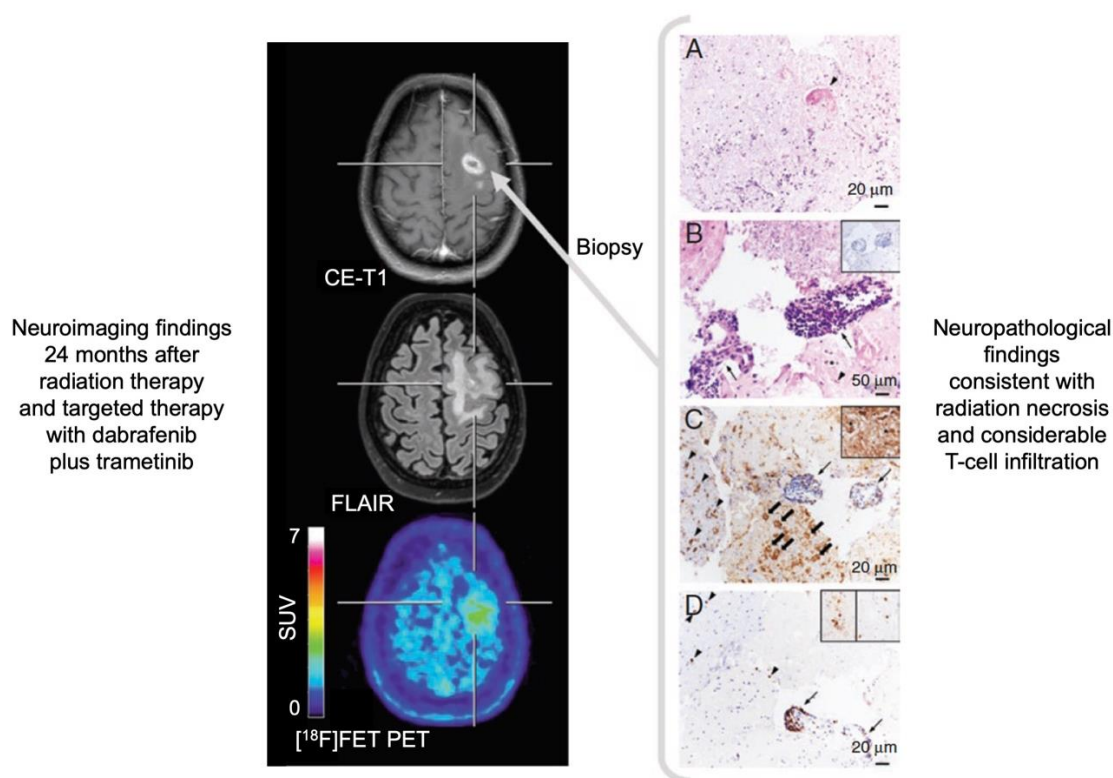 Neuroimaging findings
24 months after
radiation therapy
and targeted therapy
with dabrafenib
plus trametinib
CE-T1
FLAIR
7
SUV
0
[¹⁸F]FET PET
Biopsy
A
20 µm
B
50 µm
C
20 µm
D
20 µm
Neuropathological
findings
consistent with
radiation necrosis
and considerable
T-cell infiltration